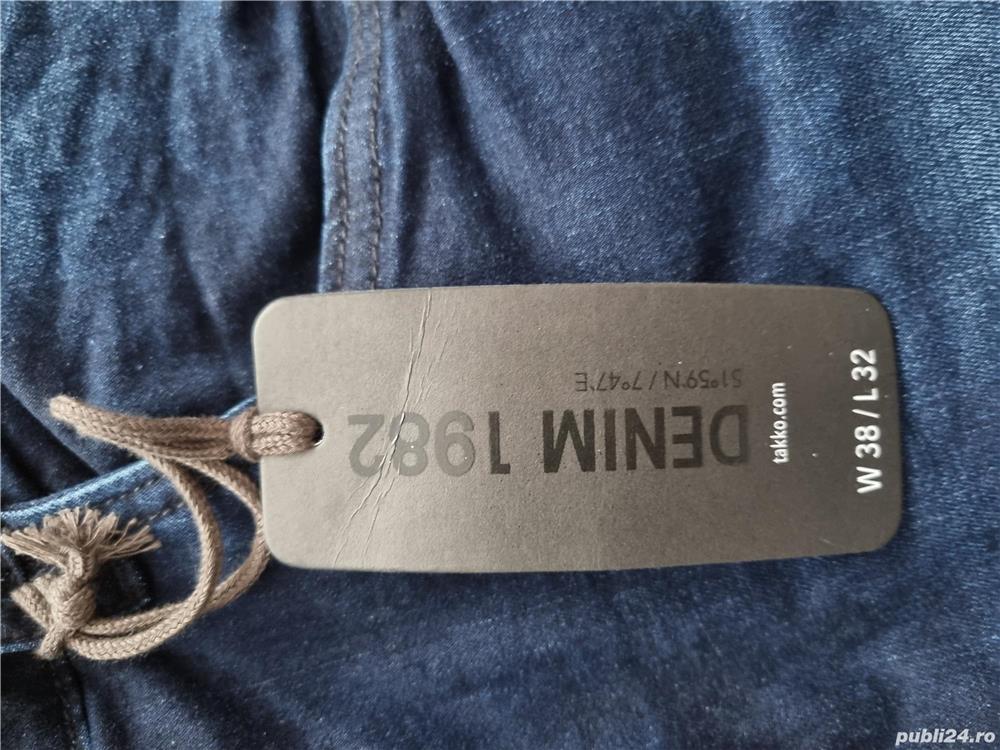 DENIM 1982
51°59'N / 7°47'E
takko.com
W 38 / L 32
publi24.ro